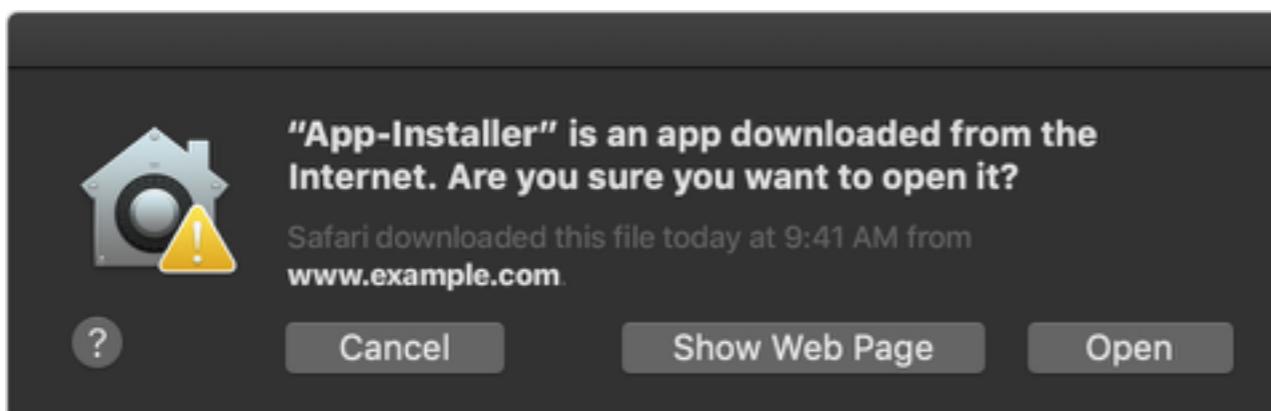 “App-Installer” is an app downloaded from the
Internet. Are you sure you want to open it?
Safari downloaded this file today at 9:41 AM from
www.example.com.
?
Cancel
Show Web Page
Open